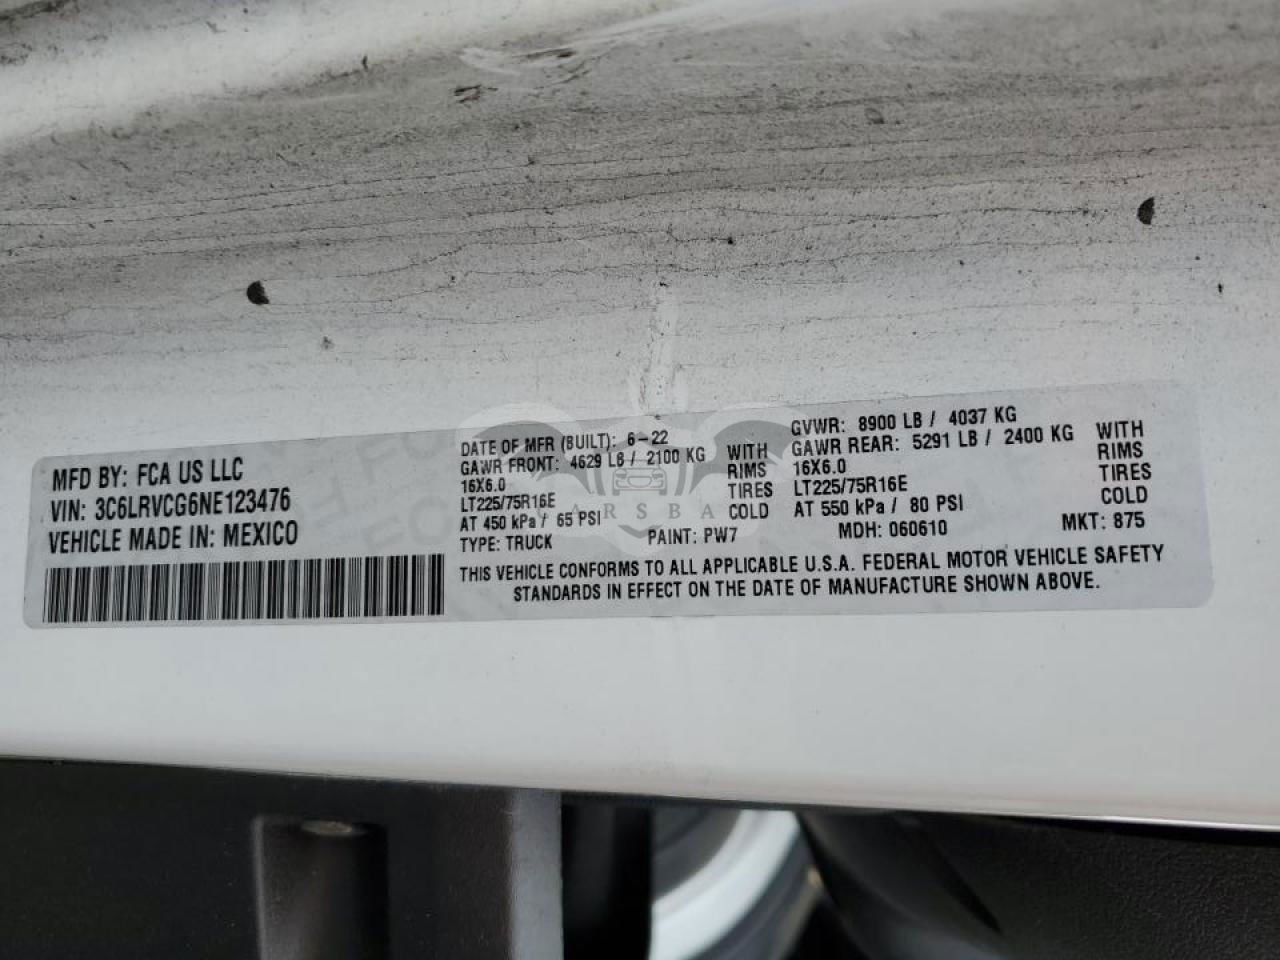 MFD BY: FCA US LLC
VIN: 3C6LRVCG6NE123476
VEHICLE MADE IN: MEXICO
DATE OF MFR (BUILT): 6-22
GAWR FRONT: 4629 LB / 2100 KG WITH
16X6.0 RIMS
LT225/75R16E TIRES
AT 450 kPa / 65 PSI COLD
TYPE: TRUCK PAINT: PW7
GVWR: 8900 LB / 4037 KG
GAWR REAR: 5291 LB / 2400 KG WITH
16X6.0 RIMS
LT225/75R16E TIRES
AT 550 kPa / 80 PSI COLD
MDH: 060610 MKT: 875
THIS VEHICLE CONFORMS TO ALL APPLICABLE U.S.A. FEDERAL MOTOR VEHICLE SAFETY
STANDARDS IN EFFECT ON THE DATE OF MANUFACTURE SHOWN ABOVE.